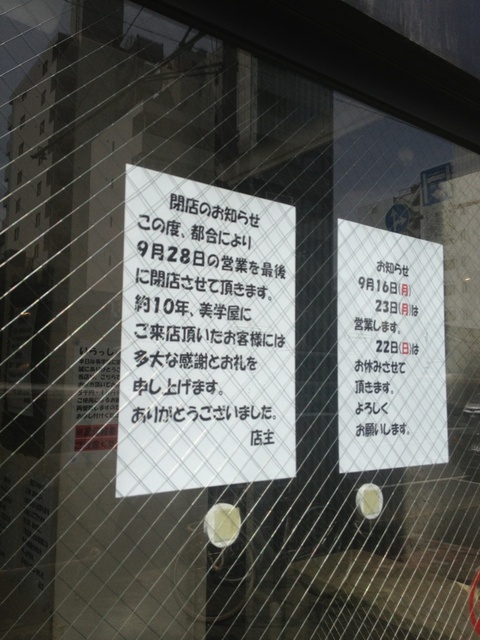 閉店のお知らせ
この度、都合により
9月28日の営業を最後
に閉店させて頂きます。
約10年、美学屋に
ご来店頂いたお客様には
多大な感謝とお礼を
申し上げます。
ありがとうございました。
店主
お知らせ
9月16日(月)
23日(月)は
営業します。
22日(日)は
お休みさせて
頂きます。
よろしく
お願いします。